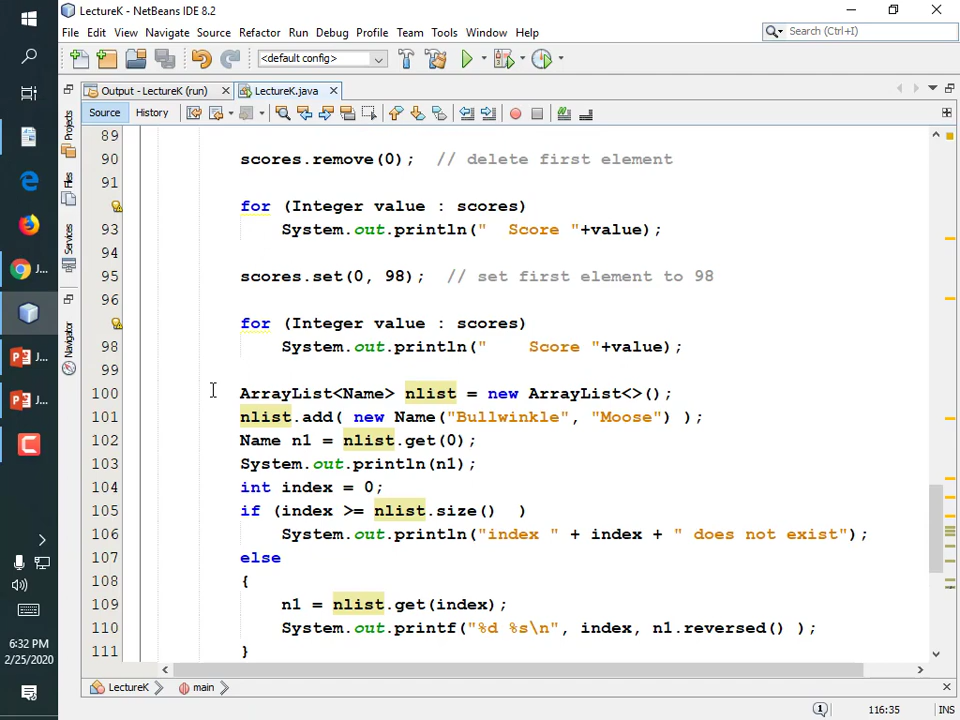 LectureK - NetBeans IDE 8.2
File Edit View Navigate Source Refactor Run Debug Profile Team Tools Window Help
Search (Ctrl+I)
<default config>
Output - LectureK (run) LectureK.java
Source History
Projects
Files
Services
Navigator
89
90 scores.remove(0); // delete first element
91
for (Integer value : scores)
93 System.out.println("  Score "+value);
94
95 scores.set(0, 98); // set first element to 98
96
for (Integer value : scores)
98 System.out.println("    Score "+value);
99
100 ArrayList<Name> nlist = new ArrayList<>();
101 nlist.add( new Name("Bullwinkle", "Moose") );
102 Name n1 = nlist.get(0);
103 System.out.println(n1);
104 int index = 0;
105 if (index >= nlist.size()  )
106 System.out.println("index " + index + " does not exist");
107 else
108 {
109 n1 = nlist.get(index);
110 System.out.printf("%d %s\n", index, n1.reversed() );
111 }
LectureK main
116:35 INS
J...
J...
J...
6:32 PM
2/25/2020
1